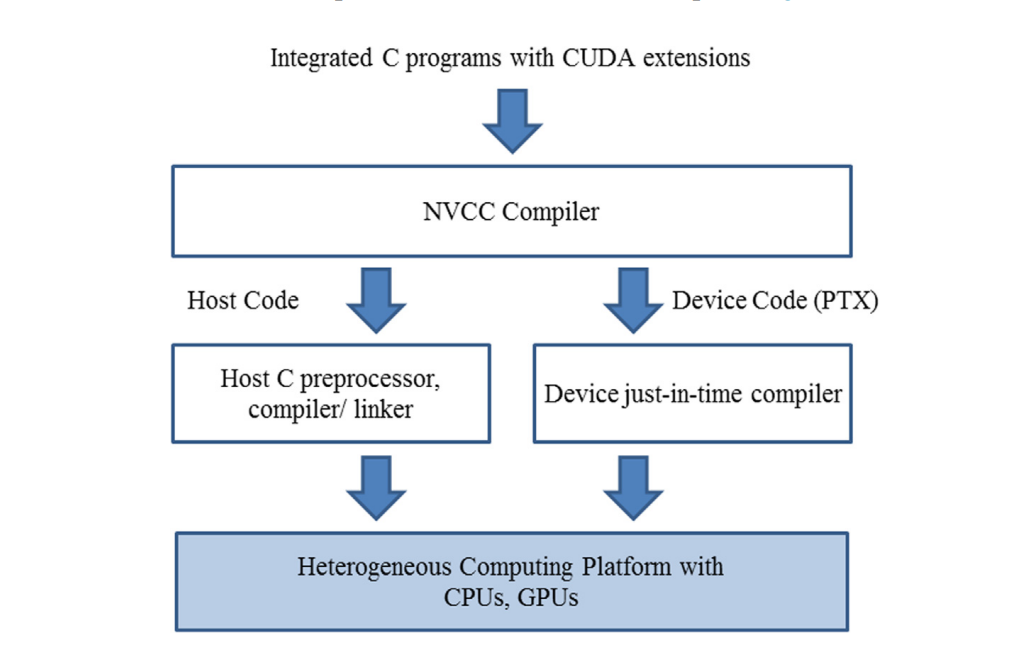 Integrated C programs with CUDA extensions
NVCC Compiler
Host Code
Device Code (PTX)
Host C preprocessor,
compiler/ linker
Device just-in-time compiler
Heterogeneous Computing Platform with
CPUs, GPUs